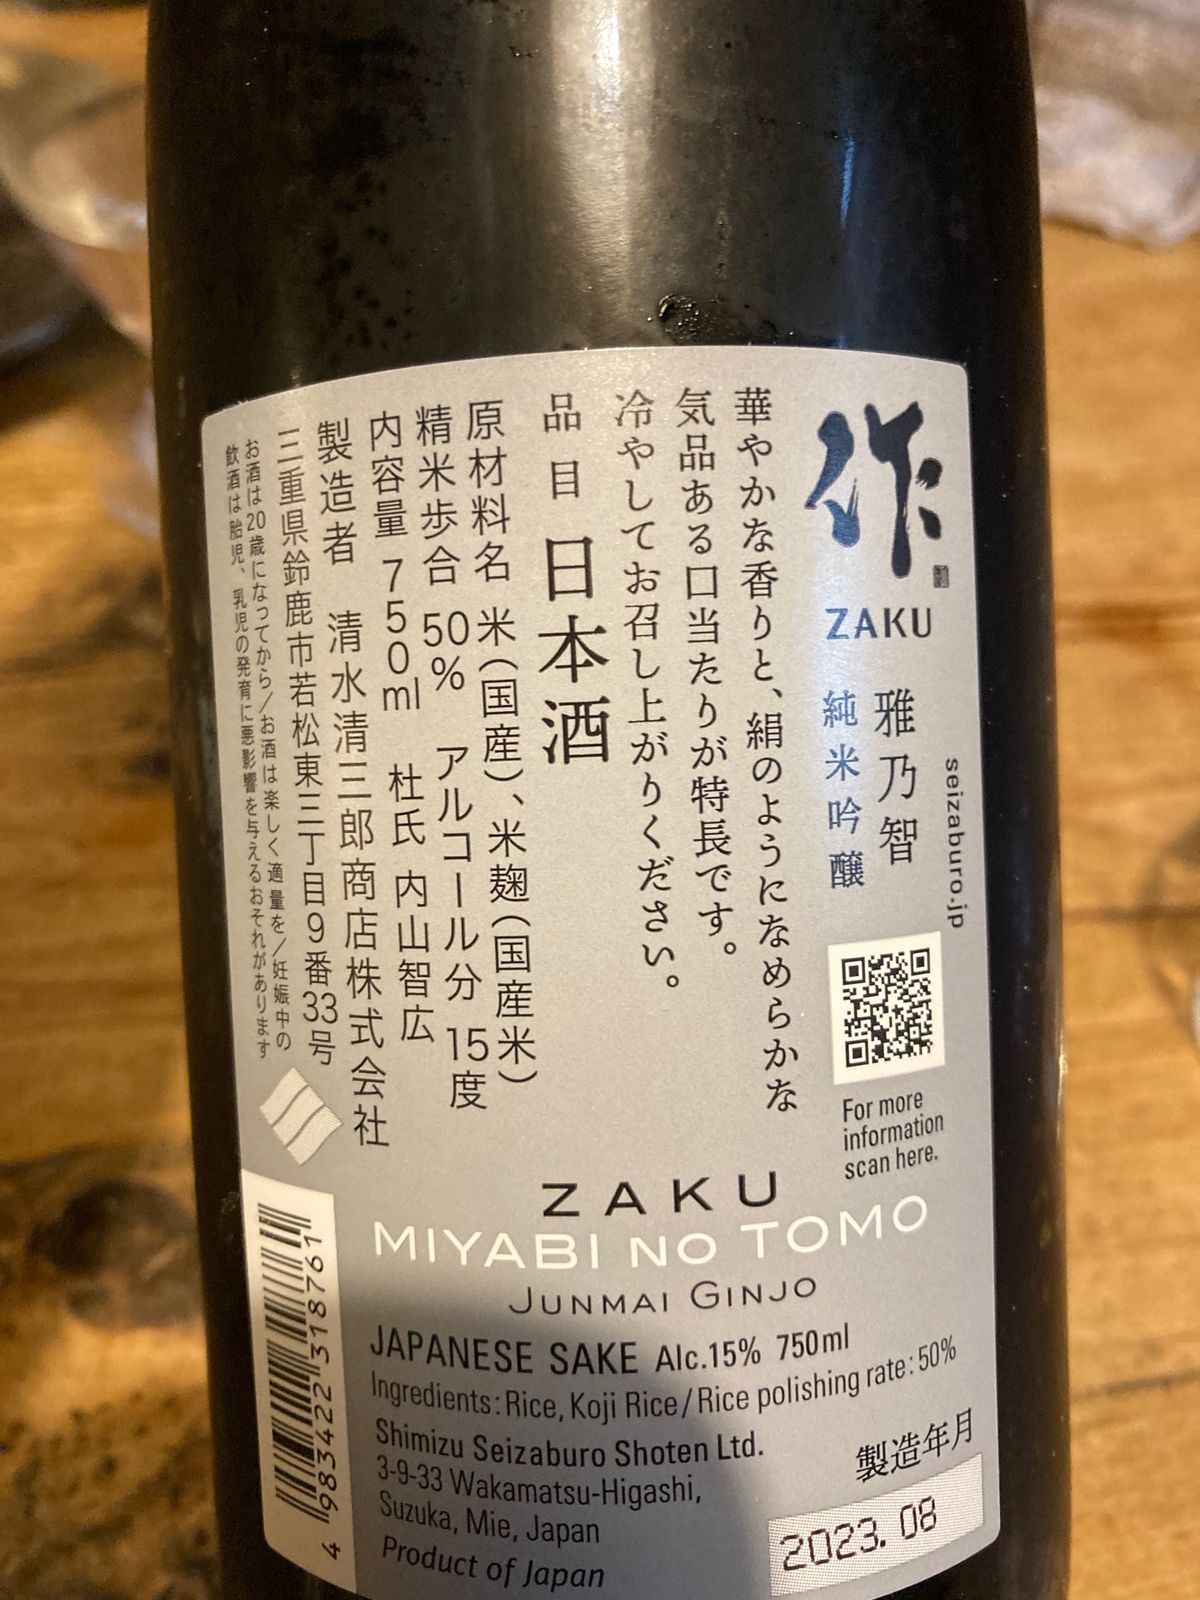 作
ZAKU
雅乃智
純米吟醸
seizaburo.jp
For more
information
scan here.
華やかな香りと、絹のようになめらかな
気品ある口当たりが特長です。
冷やしてお召し上がりください。
品目 日本酒
原材料名 米(国産)、米麹(国産米)
精米歩合 50% アルコール分 15度
内容量 750ml 杜氏 内山智広
製造者 清水清三郎商店株式会社
三重県鈴鹿市若松東三丁目9番33号
お酒は20歳になってから/お酒は楽しく適量を/妊娠中の
飲酒は胎児、乳児の発育に悪影響を与えるおそれがあります
ZAKU
MIYABI NO TOMO
JUNMAI GINJO
JAPANESE SAKE Alc.15% 750ml
Ingredients:Rice, Koji Rice/Rice polishing rate:50%
Shimizu Seizaburo Shoten Ltd.
3-9-33 Wakamatsu-Higashi,
Suzuka, Mie, Japan
Product of Japan
製造年月
2023.08
4 983422 318761